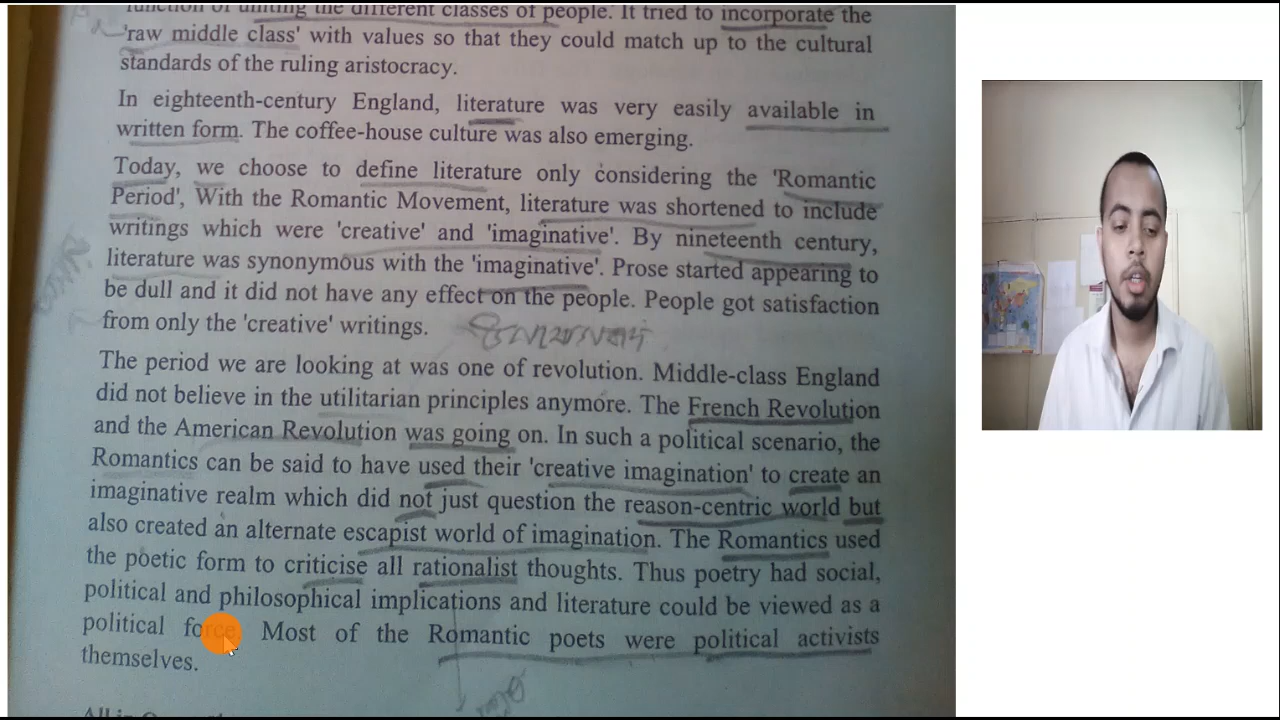 function of uniting the different classes of people. It tried to incorporate the
'raw middle class' with values so that they could match up to the cultural
standards of the ruling aristocracy.
In eighteenth-century England, literature was very easily available in
written form. The coffee-house culture was also emerging.
Today, we choose to define literature only considering the 'Romantic
Period', With the Romantic Movement, literature was shortened to include
writings which were 'creative' and 'imaginative'. By nineteenth century,
literature was synonymous with the 'imaginative'. Prose started appearing to
be dull and it did not have any effect on the people. People got satisfaction
from only the 'creative' writings.
The period we are looking at was one of revolution. Middle-class England
did not believe in the utilitarian principles anymore. The French Revolution
and the American Revolution was going on. In such a political scenario, the
Romantics can be said to have used their 'creative imagination' to create an
imaginative realm which did not just question the reason-centric world but
also created an alternate escapist world of imagination. The Romantics used
the poetic form to criticise all rationalist thoughts. Thus poetry had social,
political and philosophical implications and literature could be viewed as a
political force. Most of the Romantic poets were political activists
themselves.